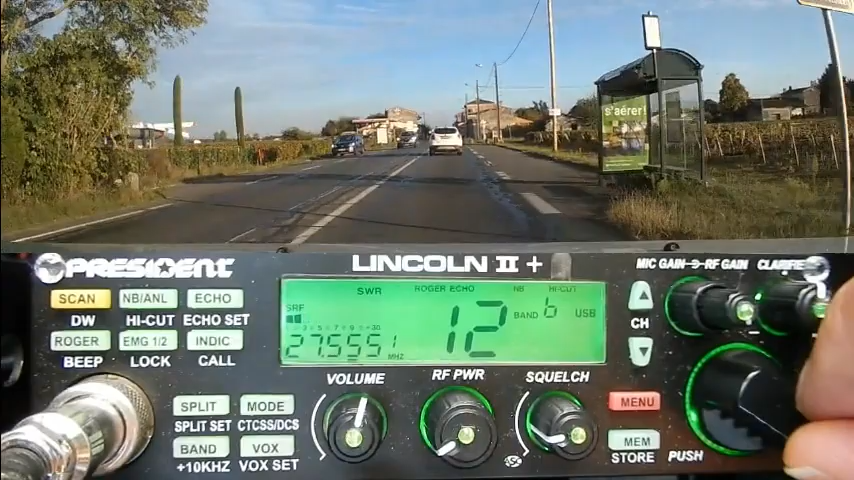 s'aérer
PRESIDENT
LINCOLN II +
MIC GAIN RF GAIN
CLARIFIER
SCAN
NB/ANL
ECHO
DW
HI-CUT
ECHO SET
ROGER
EMG 1/2
INDIC
BEEP
LOCK
CALL
SWR
ROGER ECHO
NB
HI-CUT
SRF
12
BAND b
USB
27.555 MHZ
CH
VOLUME
RF PWR
SQUELCH
SPLIT
MODE
SPLIT SET
CTCSS/DCS
BAND
VOX
+10KHZ
VOX SET
ASC
MENU
MEM
STORE
PUSH